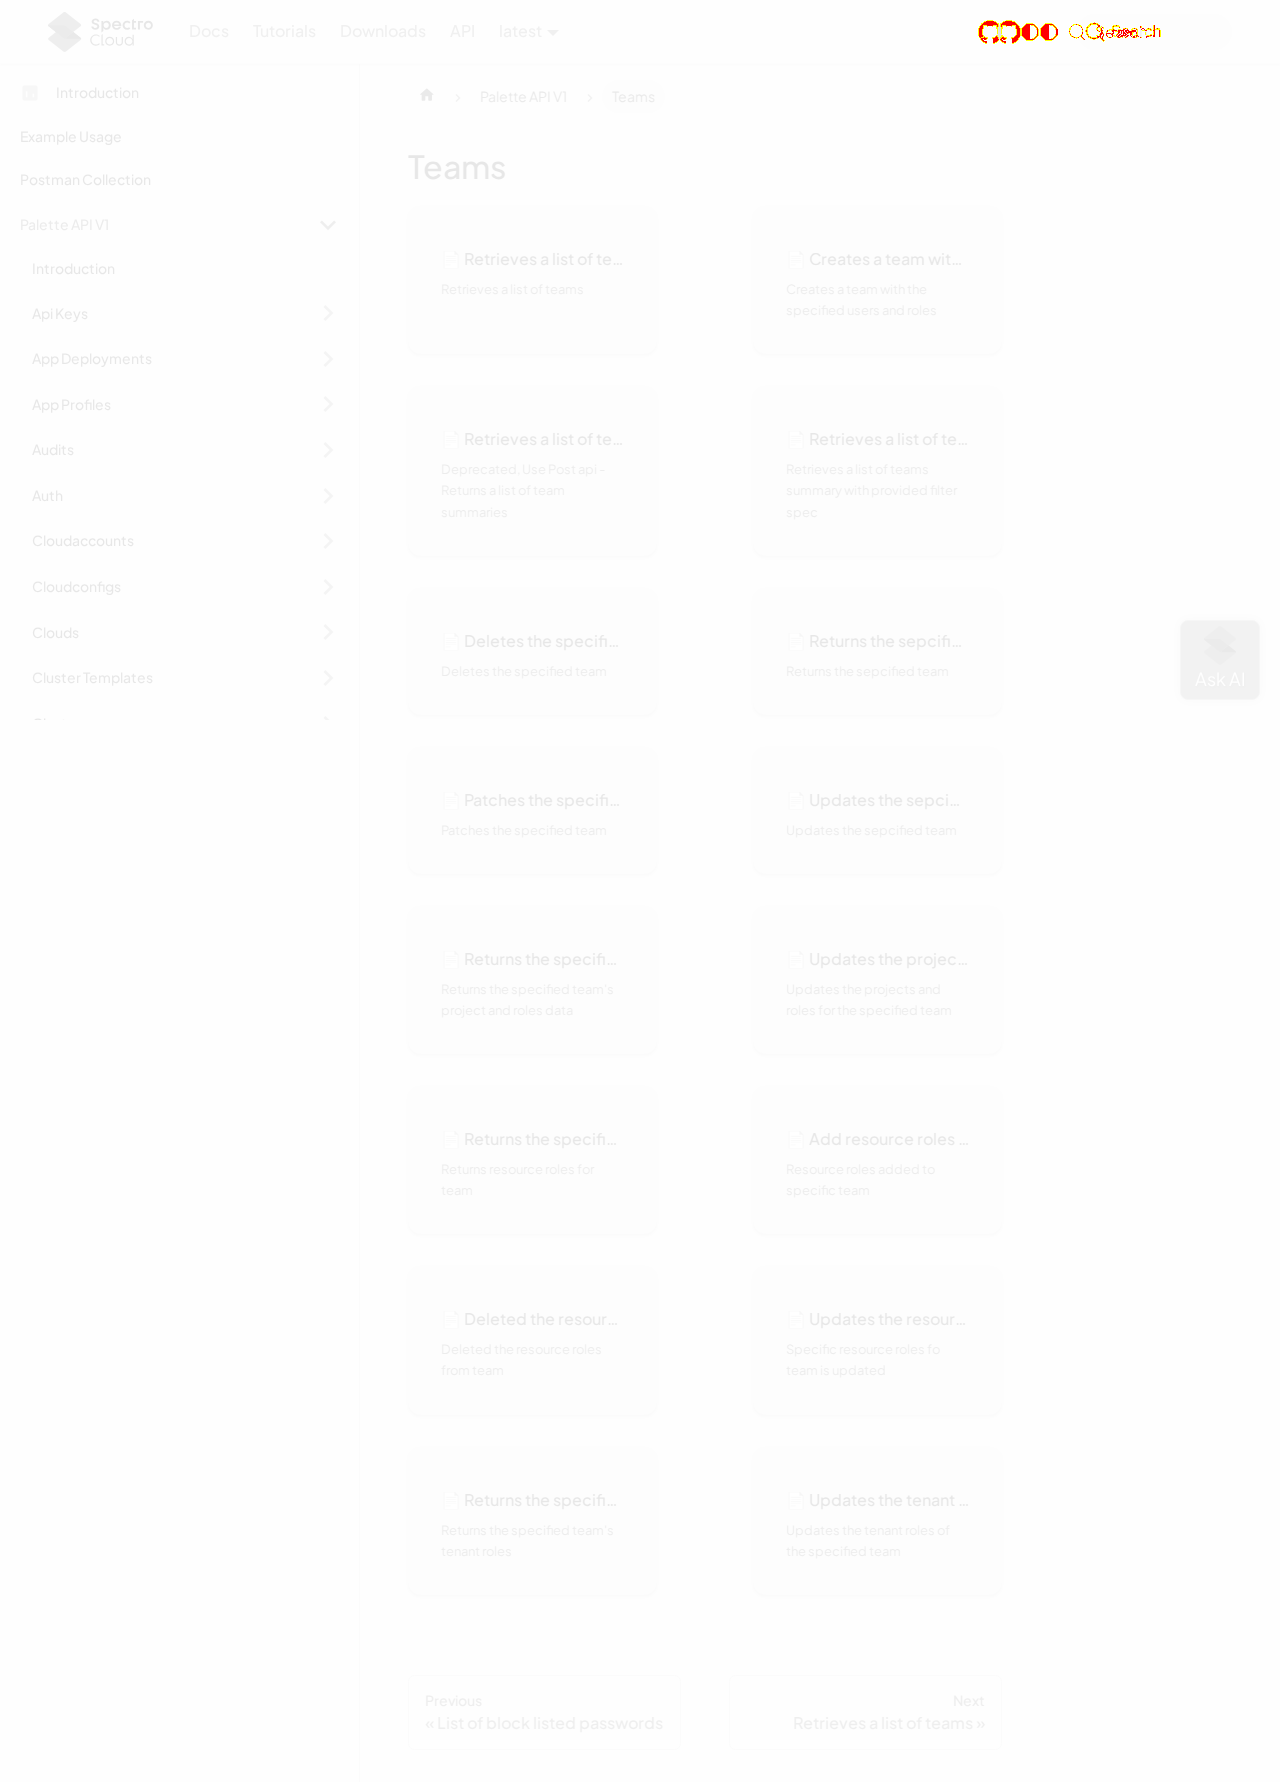 Spectro Cloud Docs Tutorials Downloads API latest
Introduction
Example Usage
Postman Collection
Palette API V1
Introduction
Api Keys
App Deployments
App Profiles
Audits
Auth
Cloudaccounts
Cloudconfigs
Clouds
Cluster Templates
Palette API V1 Teams
Teams
Retrieves a list of te...
Retrieves a list of teams
Creates a team wit...
Creates a team with the
specified users and roles
Retrieves a list of te...
Deprecated. Use Post api -
Returns a list of team
summaries
Retrieves a list of te...
Retrieves a list of teams
summary with provided filter
spec
Deletes the specifi...
Deletes the specified team
Returns the sepcifi...
Returns the sepcified team
Patches the specifi...
Patches the specified team
Updates the sepci...
Updates the sepcified team
Returns the specifi...
Returns the specified team's
project and roles data
Updates the projec...
Updates the projects and
roles for the specified team
Returns the specifi...
Returns resource roles for
team
Add resource roles ...
Resource roles added to
specific team
Deleted the resour...
Deleted the resource roles
from team
Updates the resour...
Specific resource roles fo
team is updated
Returns the specifi...
Returns the specified team's
tenant roles
Updates the tenant ...
Updates the tenant roles of
the specified team
Previous
« List of block listed passwords
Next
Retrieves a list of teams »
Ask AI